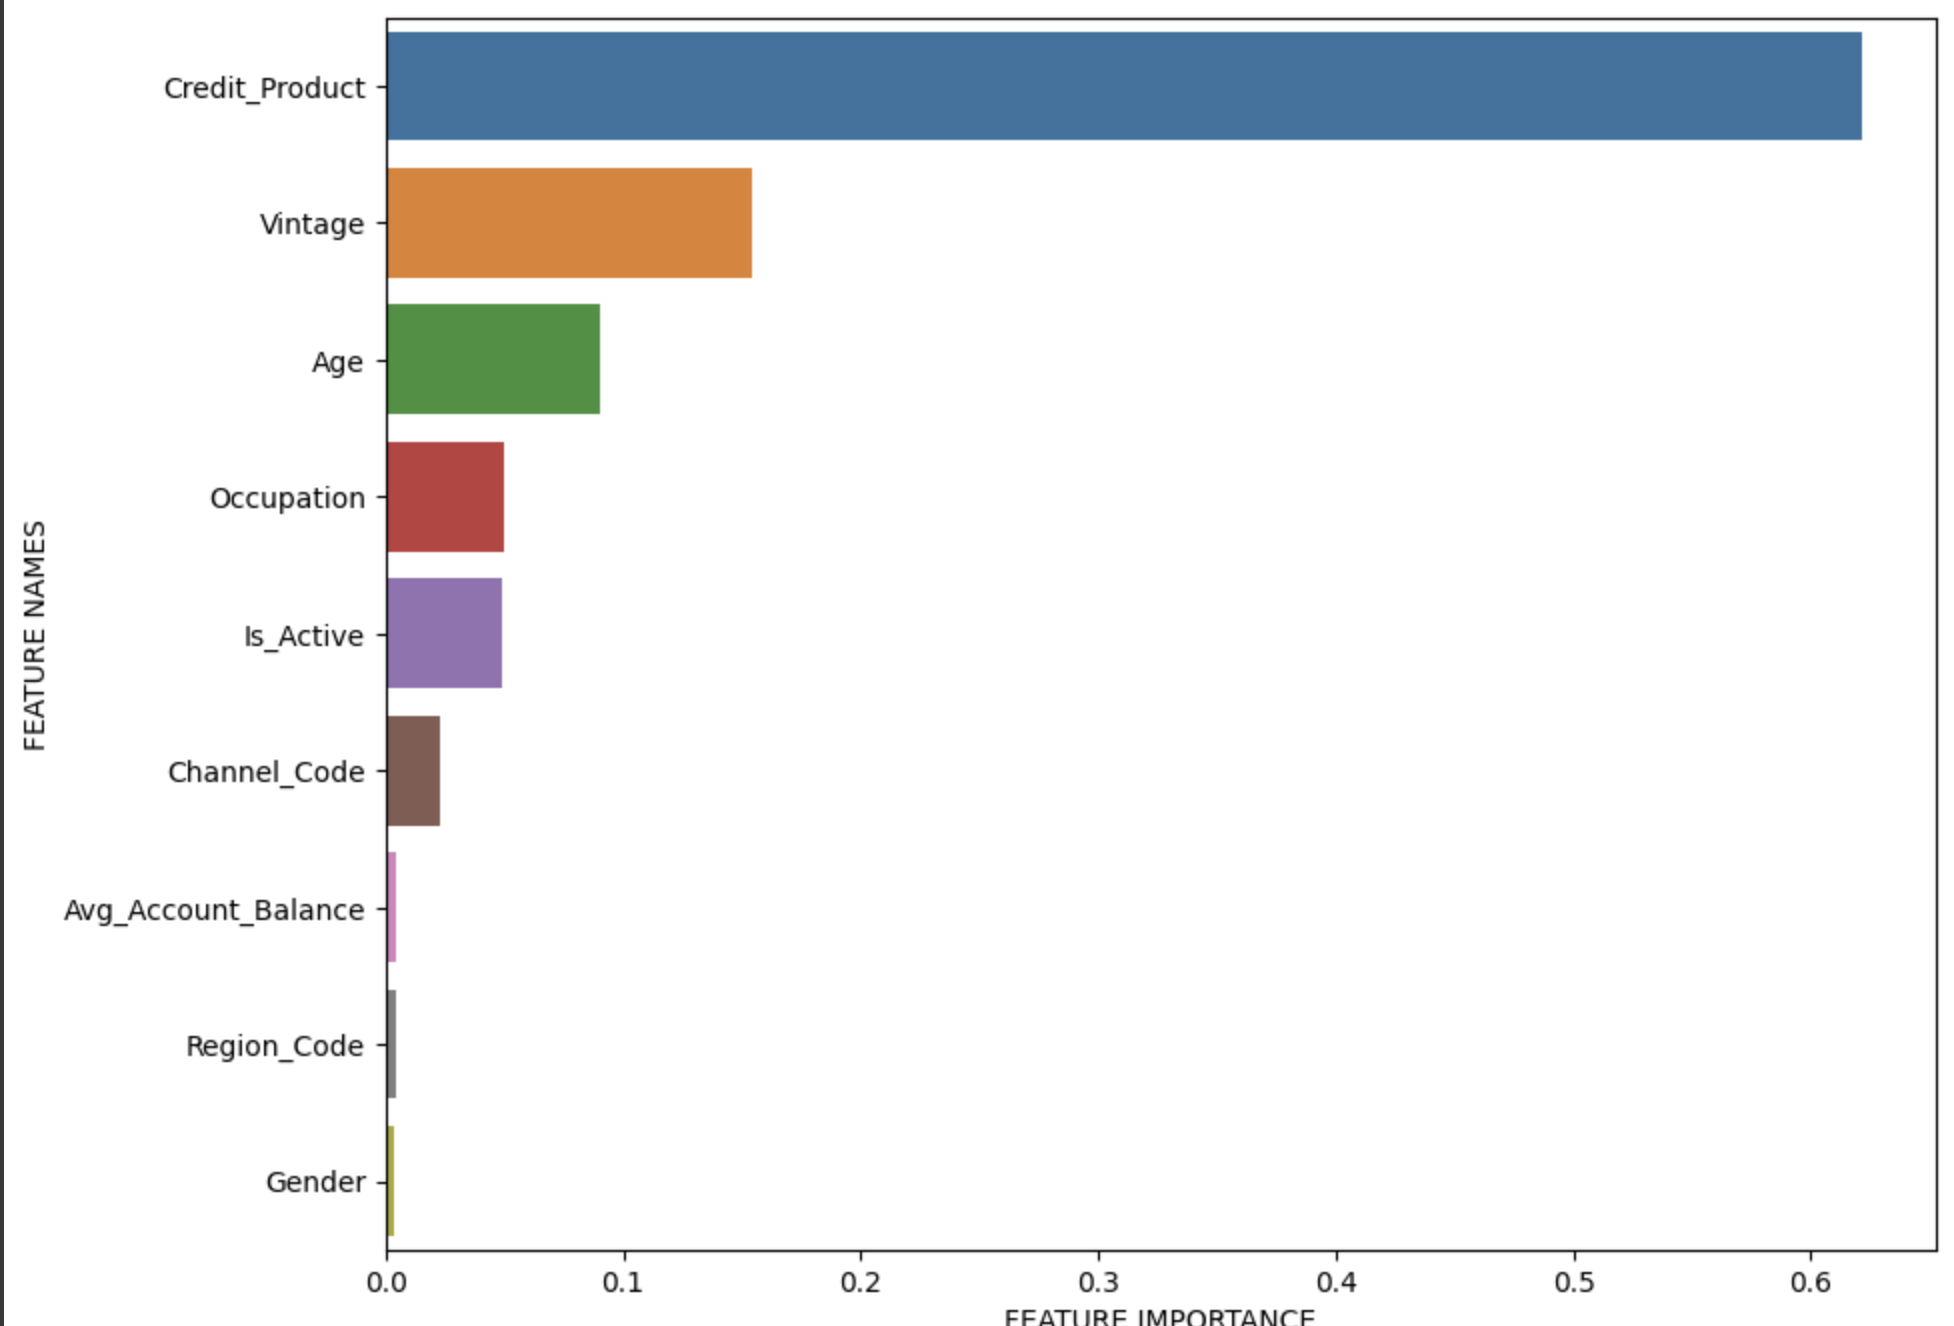 Credit_Product
Vintage
Age
Occupation
Is_Active
Channel_Code
Avg_Account_Balance
Region_Code
Gender
FEATURE NAMES
0.0 0.1 0.2 0.3 0.4 0.5 0.6
FEATURE IMPORTANCE